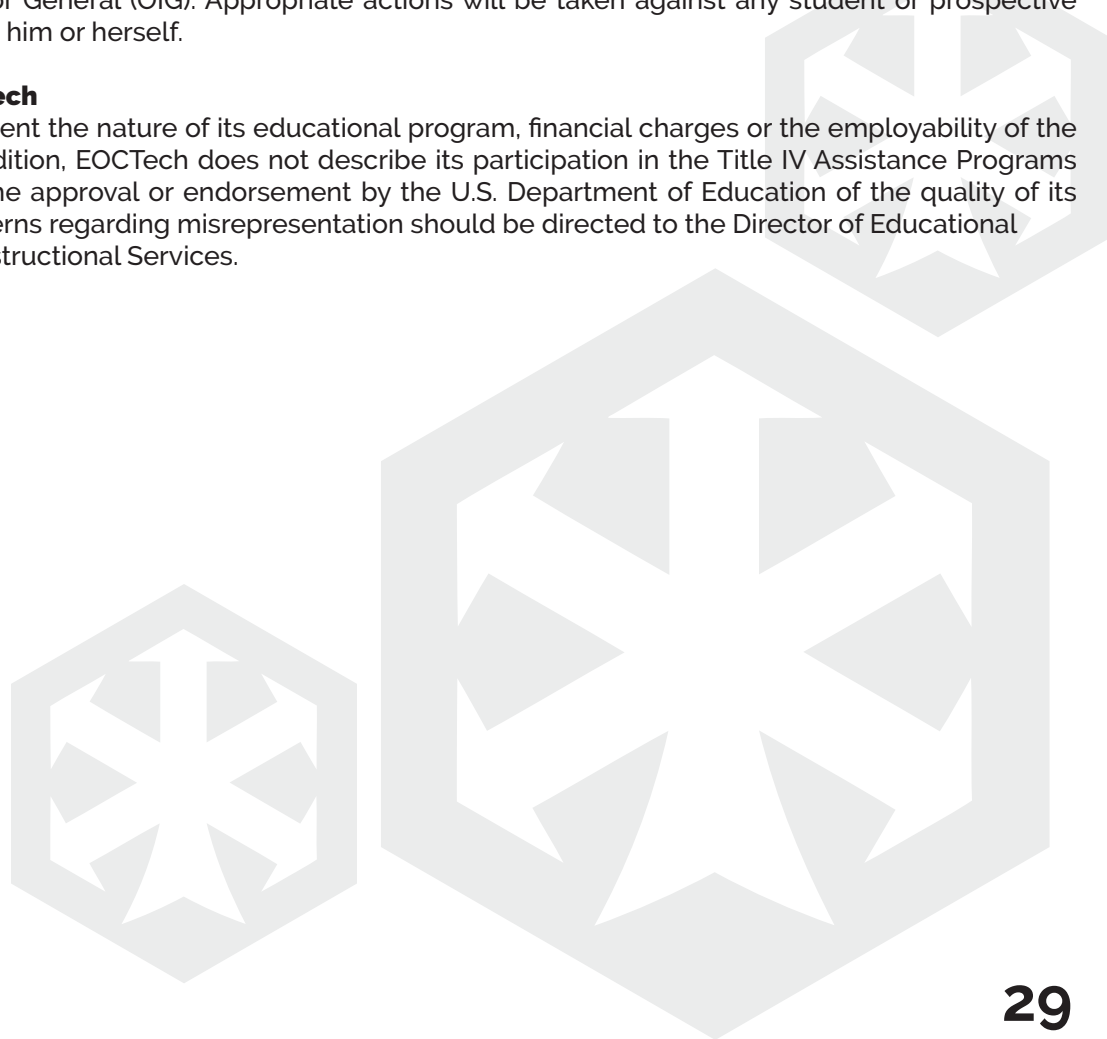 or General (OIG). Appropriate actions will be taken against any student or prospective
him or herself.
ech
ent the nature of its educational program, financial charges or the employability of the
dition, EOCTech does not describe its participation in the Title IV Assistance Programs
ne approval or endorsement by the U.S. Department of Education of the quality of its
erns regarding misrepresentation should be directed to the Director of Educational
structional Services.
29